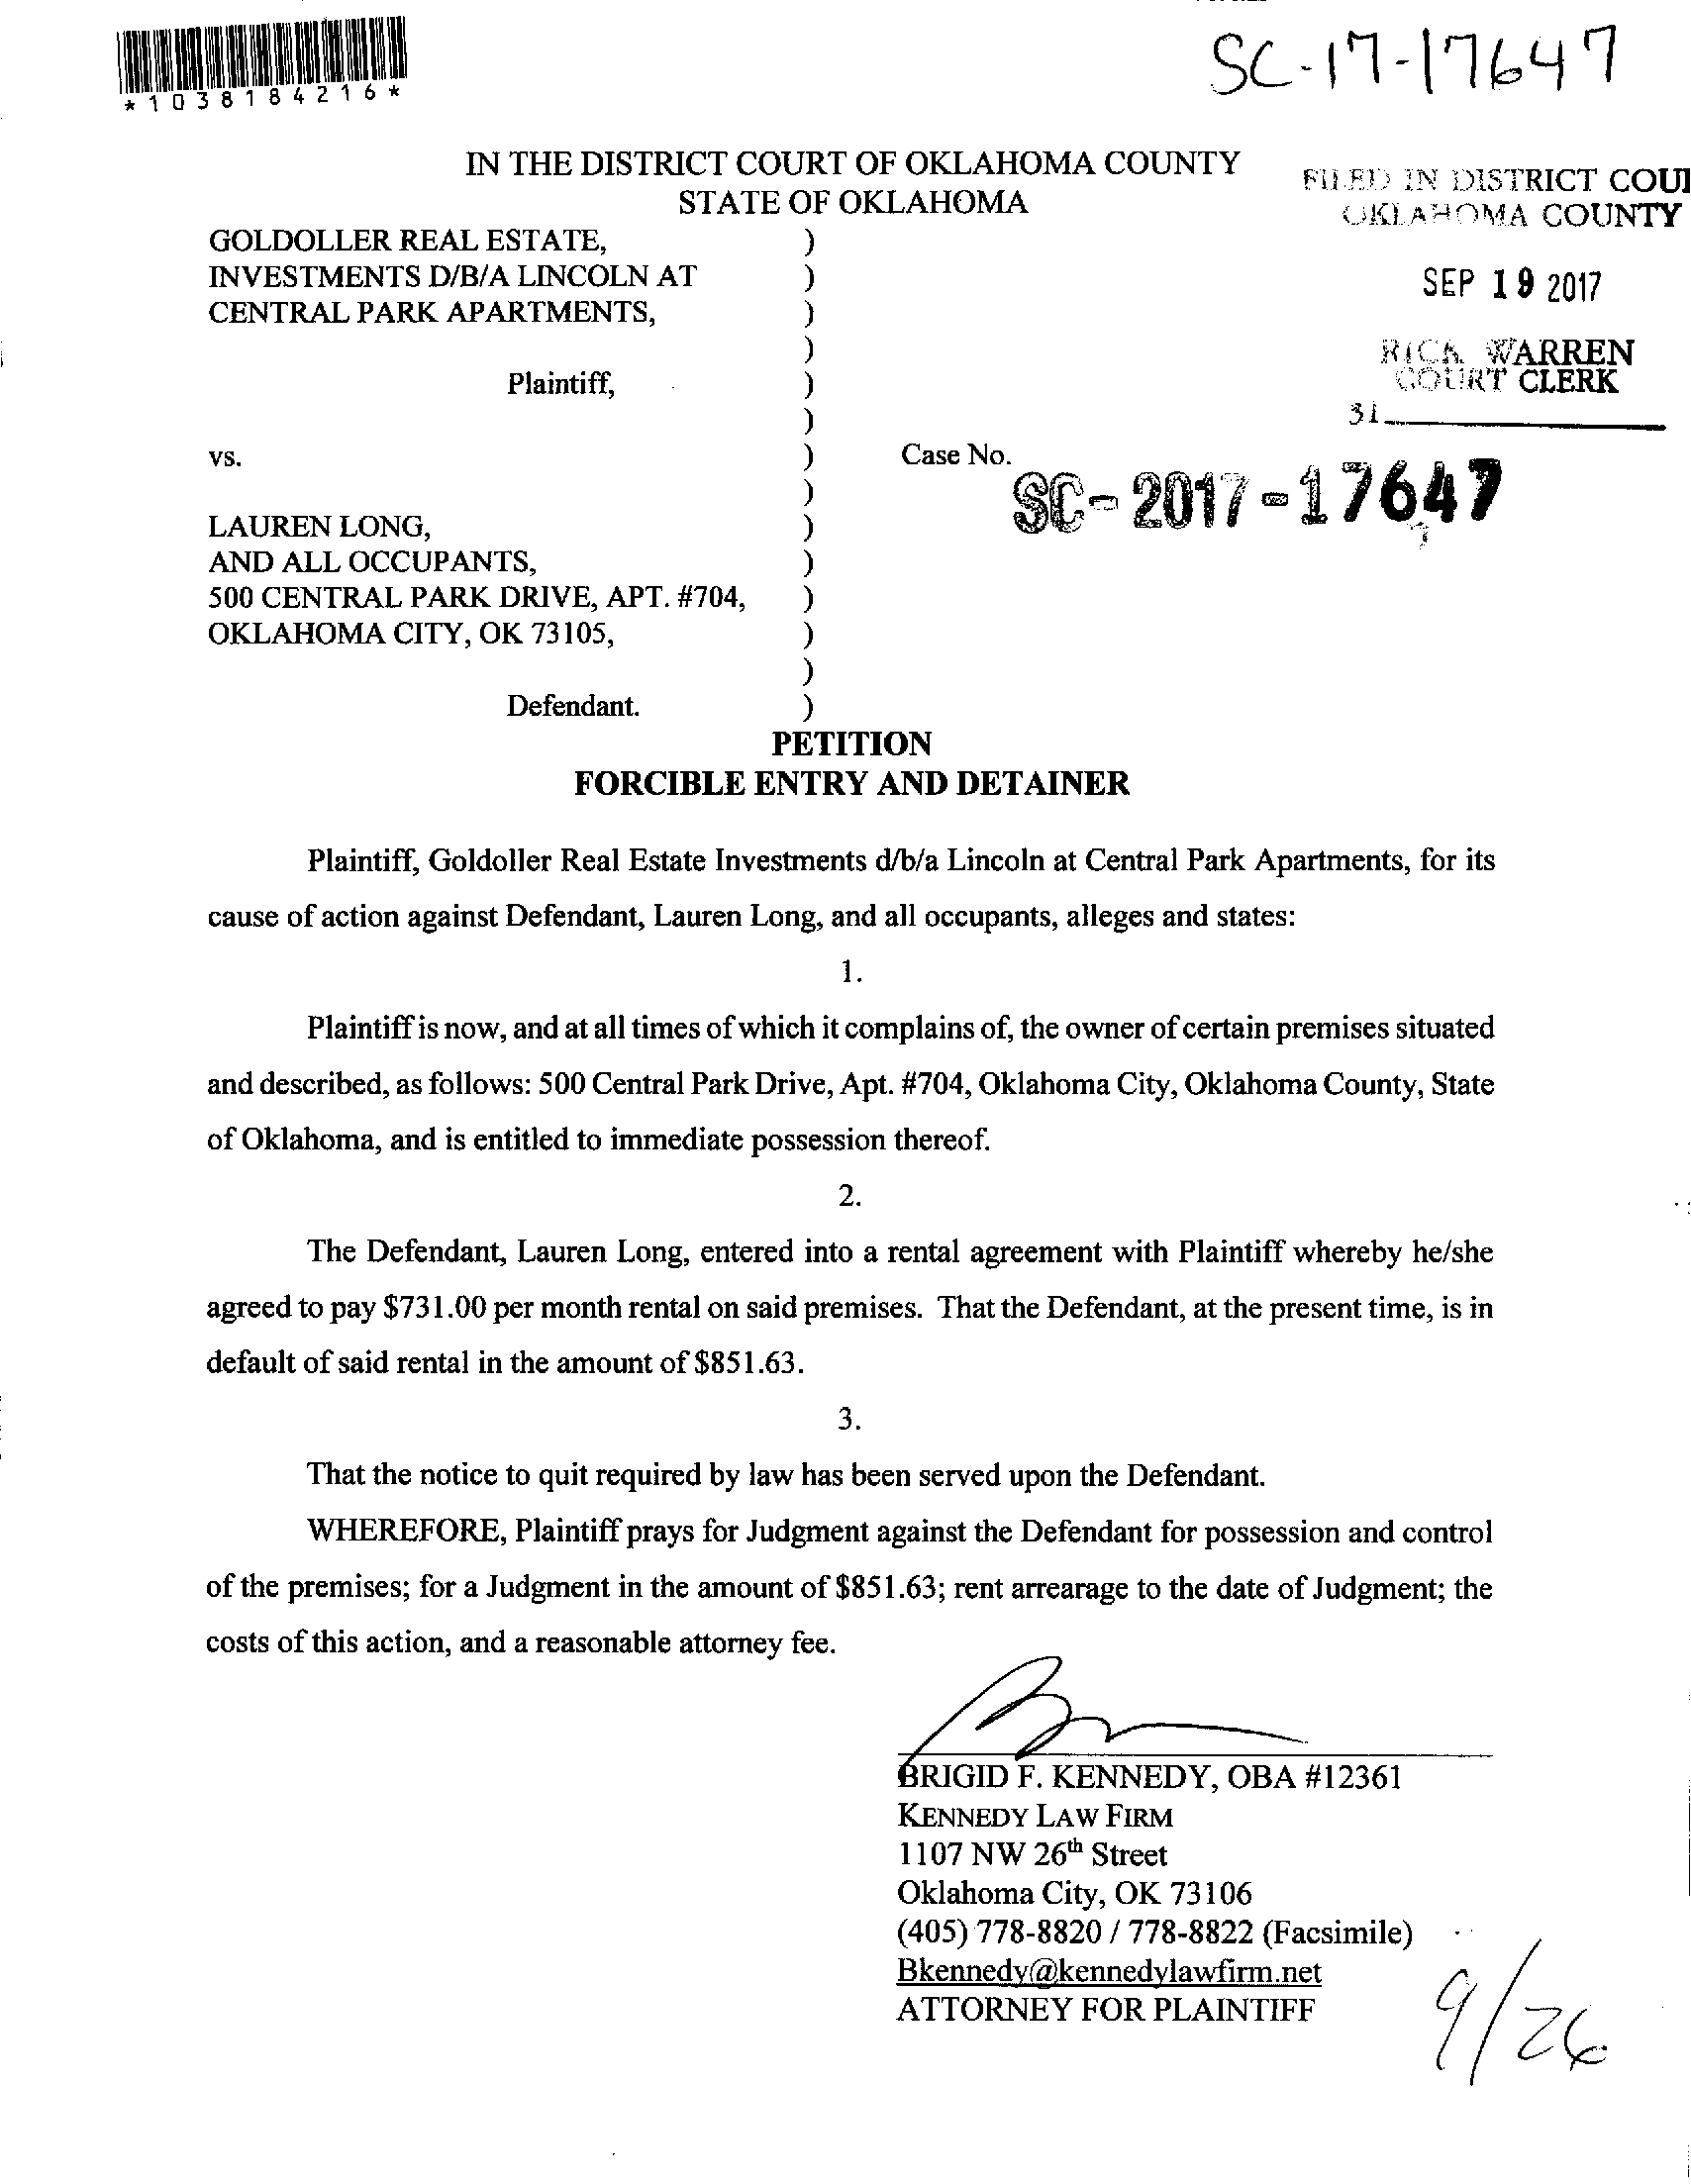 *1038184216*
SC-17-17647
IN THE DISTRICT COURT OF OKLAHOMA COUNTY
STATE OF OKLAHOMA
FILED IN DISTRICT COU
OKLAHOMA COUNTY
SEP 19 2017
RICK WARREN
COURT CLERK
31
GOLDOLLER REAL ESTATE, )
INVESTMENTS D/B/A LINCOLN AT )
CENTRAL PARK APARTMENTS, )
)
Plaintiff, )
)
vs. ) Case No.
) SC-2017-17647
LAUREN LONG, )
AND ALL OCCUPANTS, )
500 CENTRAL PARK DRIVE, APT. #704, )
OKLAHOMA CITY, OK 73105, )
)
Defendant. )
PETITION
FORCIBLE ENTRY AND DETAINER
Plaintiff, Goldoller Real Estate Investments d/b/a Lincoln at Central Park Apartments, for its
cause of action against Defendant, Lauren Long, and all occupants, alleges and states:
1.
Plaintiff is now, and at all times of which it complains of, the owner of certain premises situated
and described, as follows: 500 Central Park Drive, Apt. #704, Oklahoma City, Oklahoma County, State
of Oklahoma, and is entitled to immediate possession thereof.
2.
The Defendant, Lauren Long, entered into a rental agreement with Plaintiff whereby he/she
agreed to pay $731.00 per month rental on said premises. That the Defendant, at the present time, is in
default of said rental in the amount of $851.63.
3.
That the notice to quit required by law has been served upon the Defendant.
WHEREFORE, Plaintiff prays for Judgment against the Defendant for possession and control
of the premises; for a Judgment in the amount of $851.63; rent arrearage to the date of Judgment; the
costs of this action, and a reasonable attorney fee.
BRIGID F. KENNEDY, OBA #12361
KENNEDY LAW FIRM
1107 NW 26th Street
Oklahoma City, OK 73106
(405) 778-8820 / 778-8822 (Facsimile)
Bkennedy@kennedylawfirm.net
ATTORNEY FOR PLAINTIFF
9/26